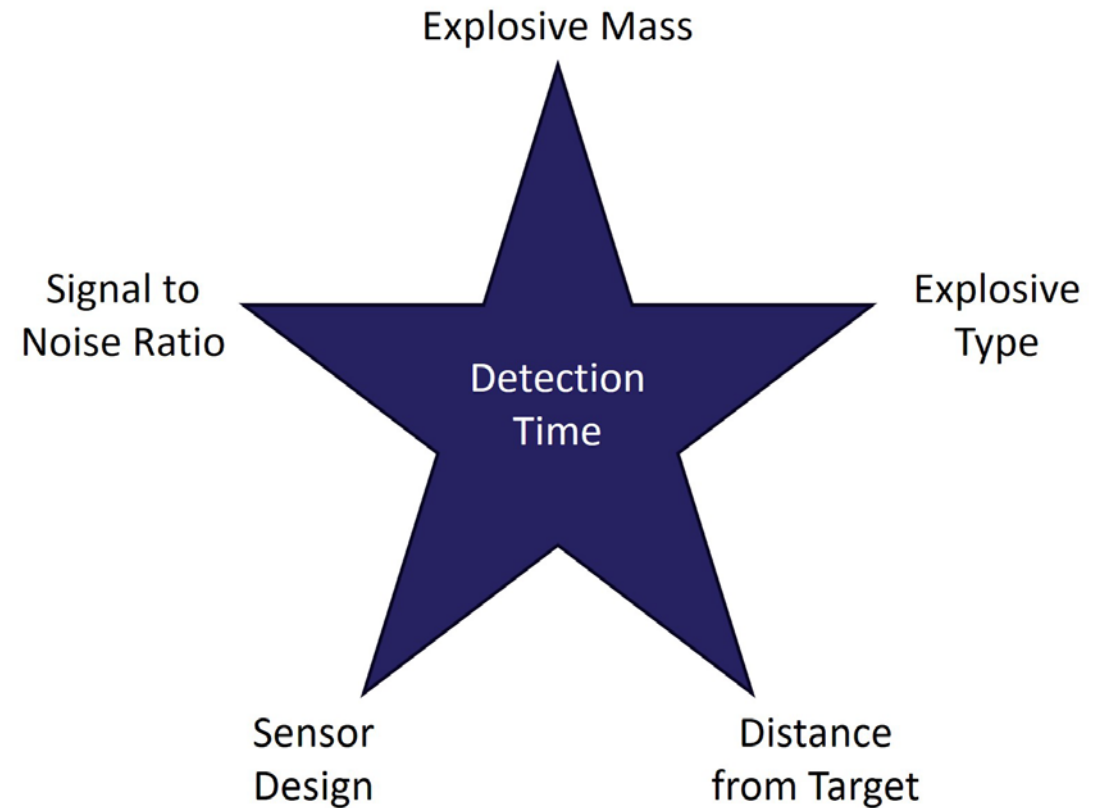 Explosive Mass
Signal to
Noise Ratio
Explosive
Type
Detection
Time
Sensor
Design
Distance
from Target